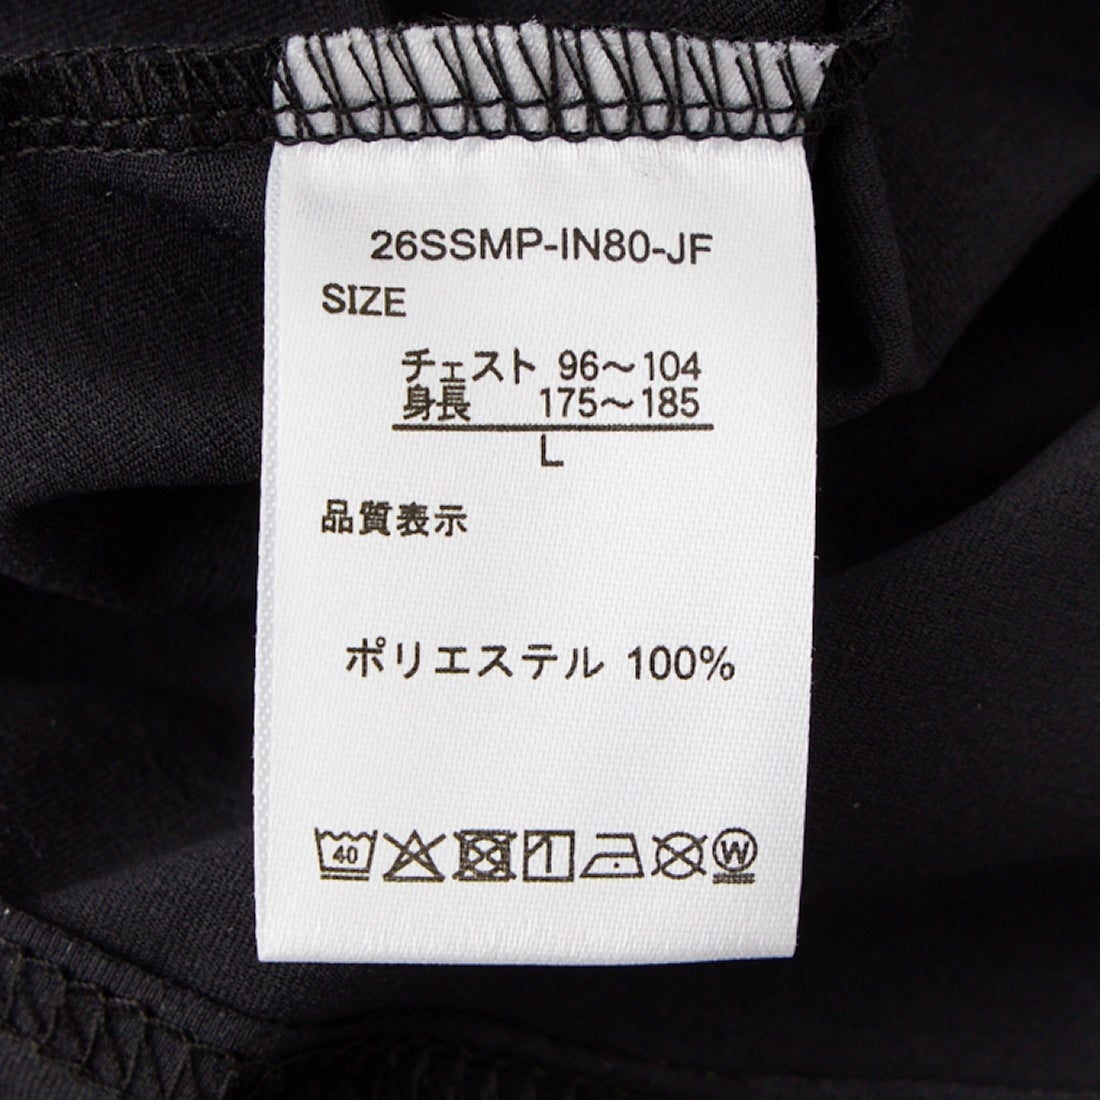 26SSMP-IN80-JF
SIZE
チェスト 96～104
身長 175～185
L
品質表示
ポリエステル 100%
40
W